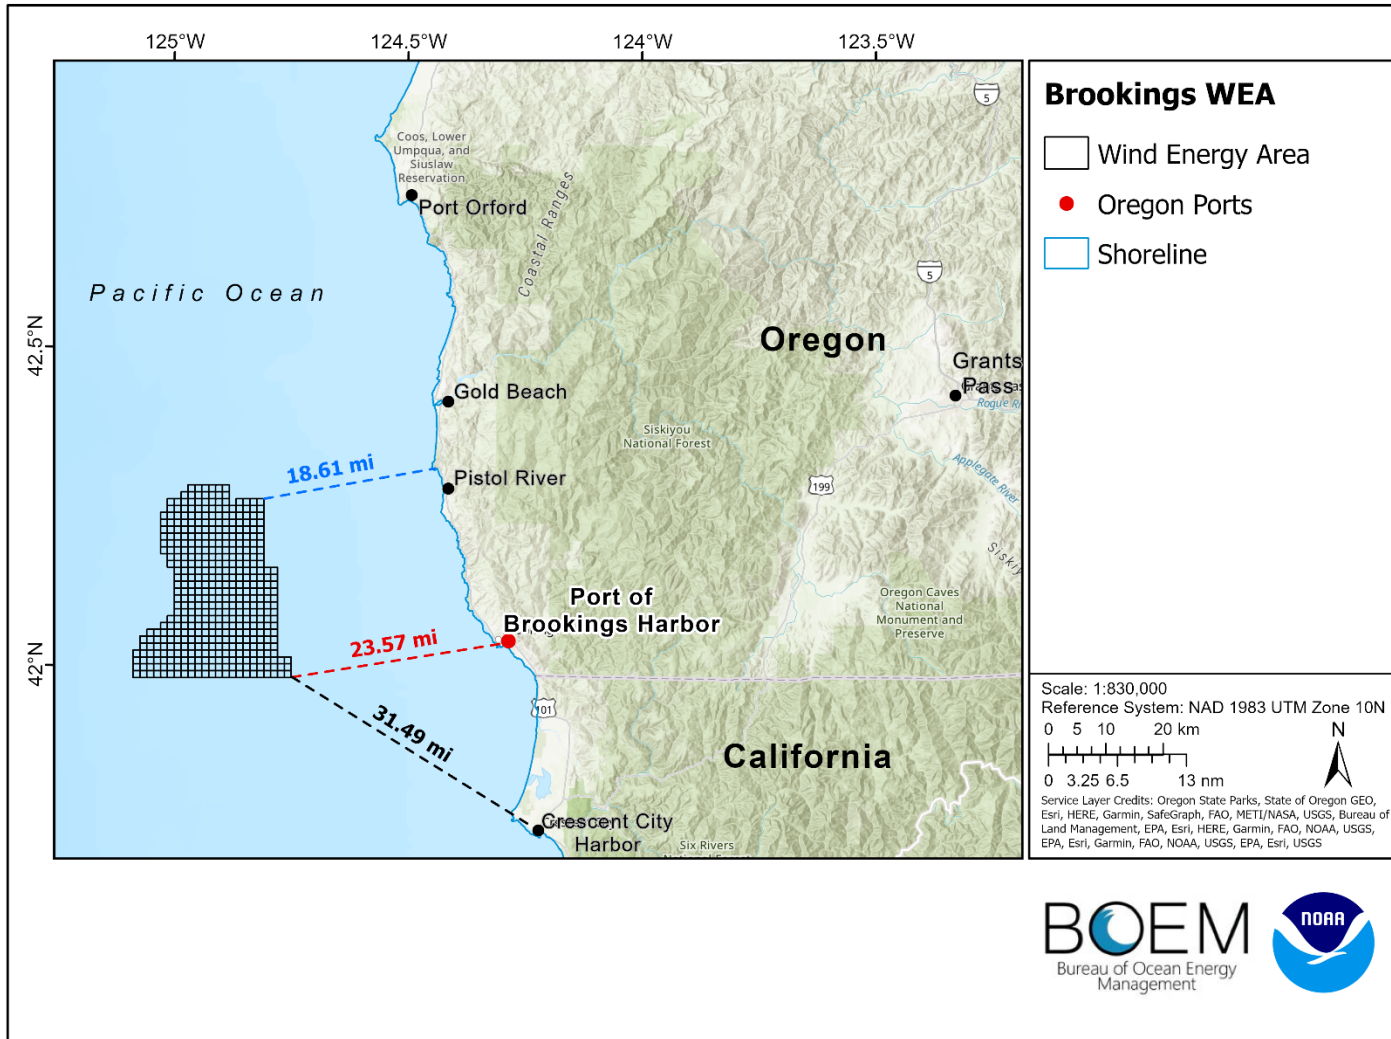 125°W
124.5°W
124°W
123.5°W
42.5°N
42°N
5
Coos, Lower
Umpqua, and
Siuslaw
Reservation
Port Orford
Coastal Ranges
5
Pacific Ocean
Oregon
Grants
Pass
Rogue Ri
Gold Beach
Siskiyou
National Forest
18.61 mi
Pistol River
199
Applegate River
Siskiy
Port of
Brookings Harbor
Oregon Caves
National
Monument and
Preserve
23.57 mi
101
31.49 mi
California
Crescent City
Harbor
Six Rivers
Brookings WEA
Wind Energy Area
Oregon Ports
Shoreline
Scale: 1:830,000
Reference System: NAD 1983 UTM Zone 10N
0 5 10 20 km
N
0 3.25 6.5 13 nm
Service Layer Credits: Oregon State Parks, State of Oregon GEO,
Esri, HERE, Garmin, SafeGraph, FAO, METI/NASA, USGS, Bureau of
Land Management, EPA, Esri, HERE, Garmin, FAO, NOAA, USGS,
EPA, Esri, Garmin, FAO, NOAA, USGS, EPA, Esri, USGS
BOEM
Bureau of Ocean Energy
Management
NOAA